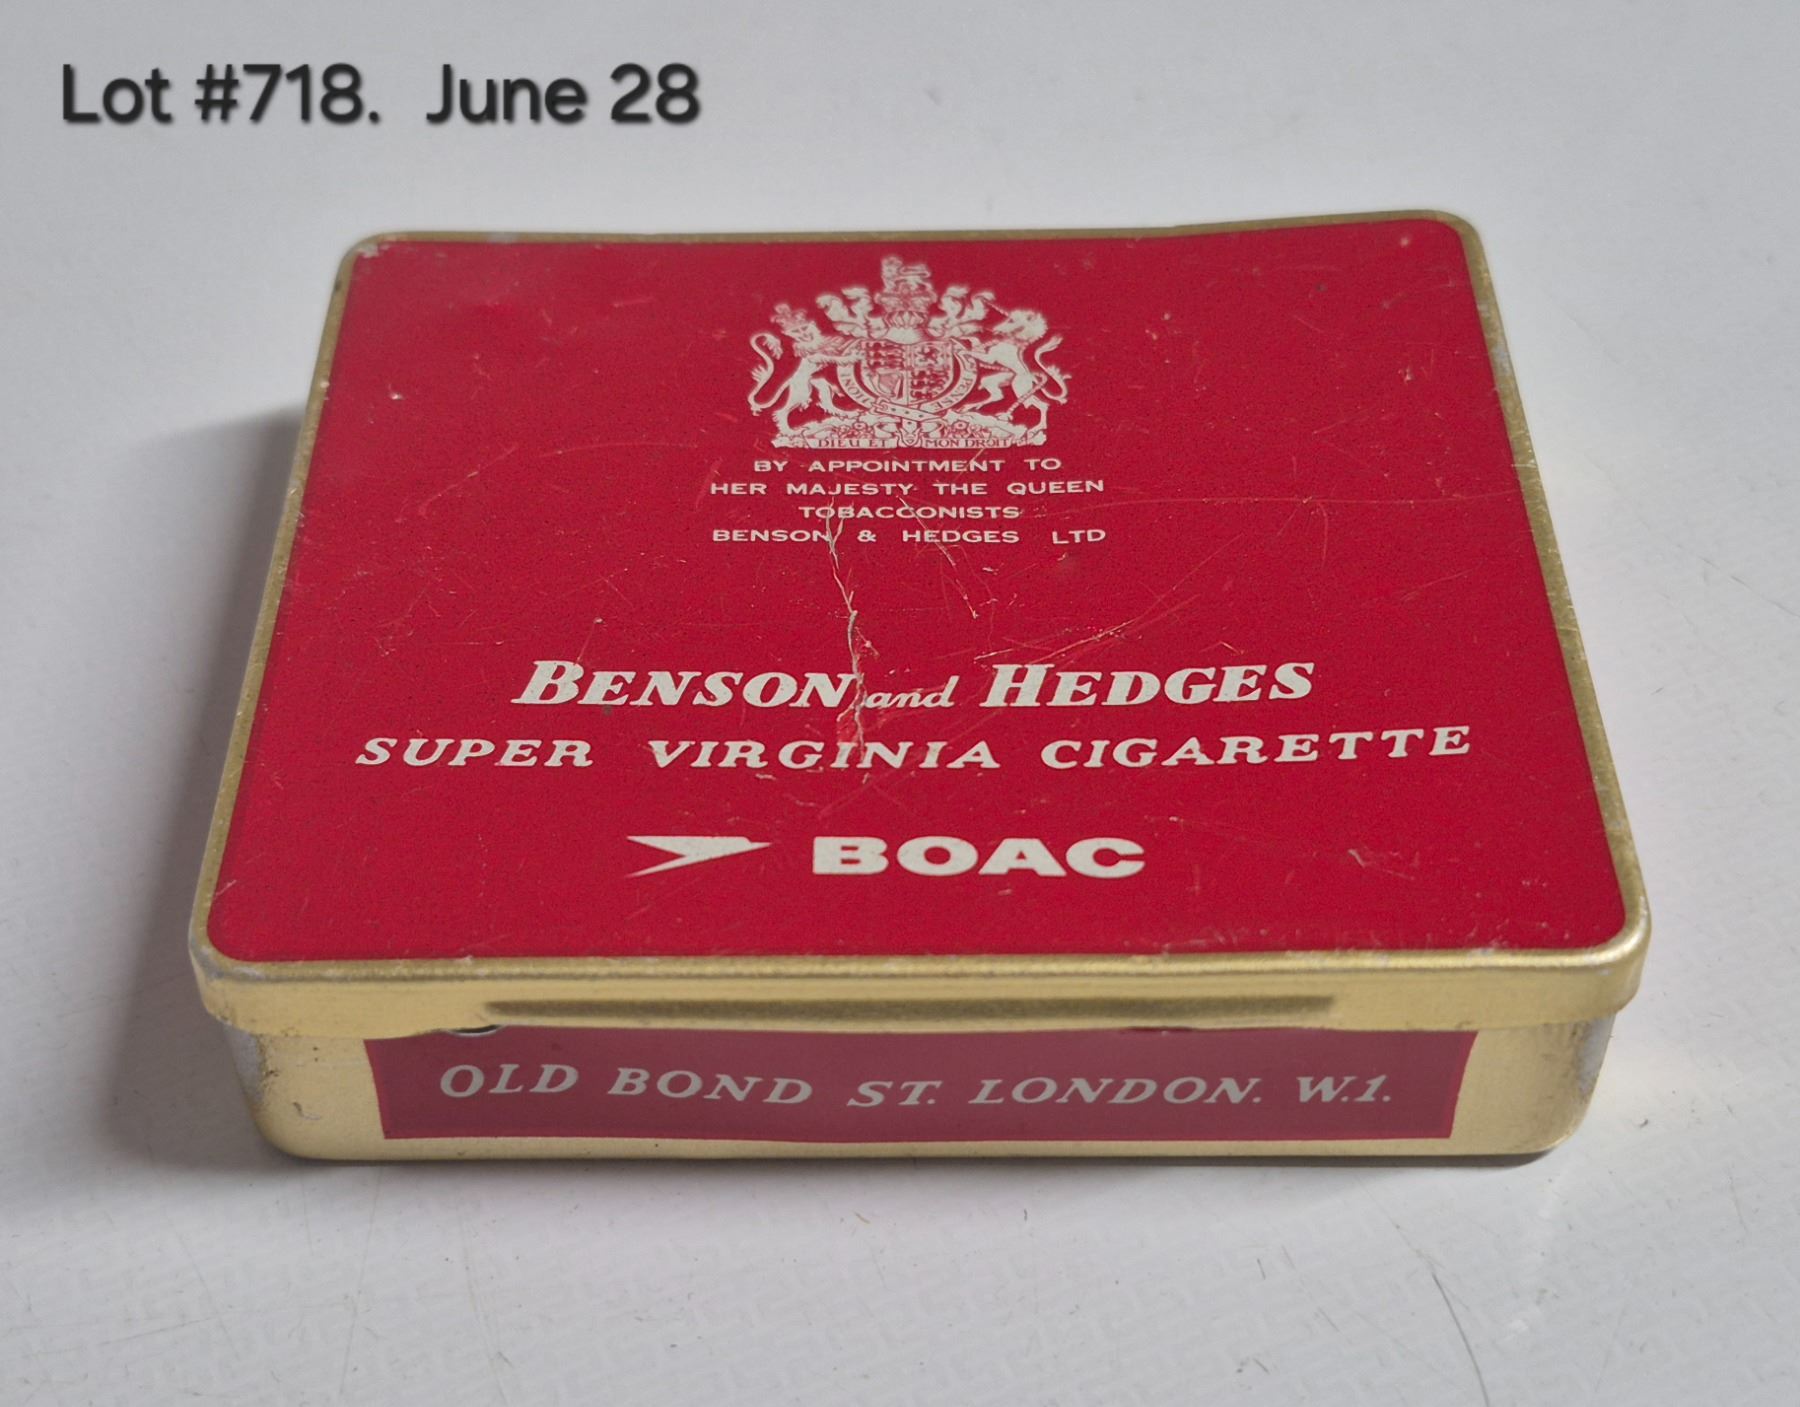 Lot #718. June 28
DIEU ET MON DROIT
BY APPOINTMENT TO
HER MAJESTY THE QUEEN
TOBACCONISTS
BENSON & HEDGES LTD
BENSON and HEDGES
SUPER VIRGINIA CIGARETTE
BOAC
OLD BOND ST. LONDON. W.1.